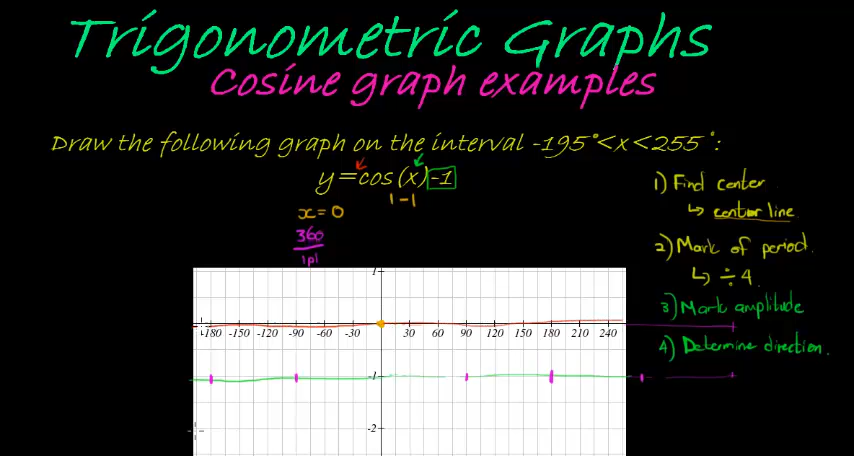 Trigonometric Graphs
Cosine graph examples
Draw the following graph on the interval -195°<x<255°:
y=cos(x)-1
1-1
x=0
360
|p|
1) Find center
↳ center line
2) Mark of period.
↳ ÷4.
3) Mark amplitude
4) Determine direction.
1
-180 -150 -120 -90 -60 -30 30 60 90 120 150 180 210 240
-1
-2